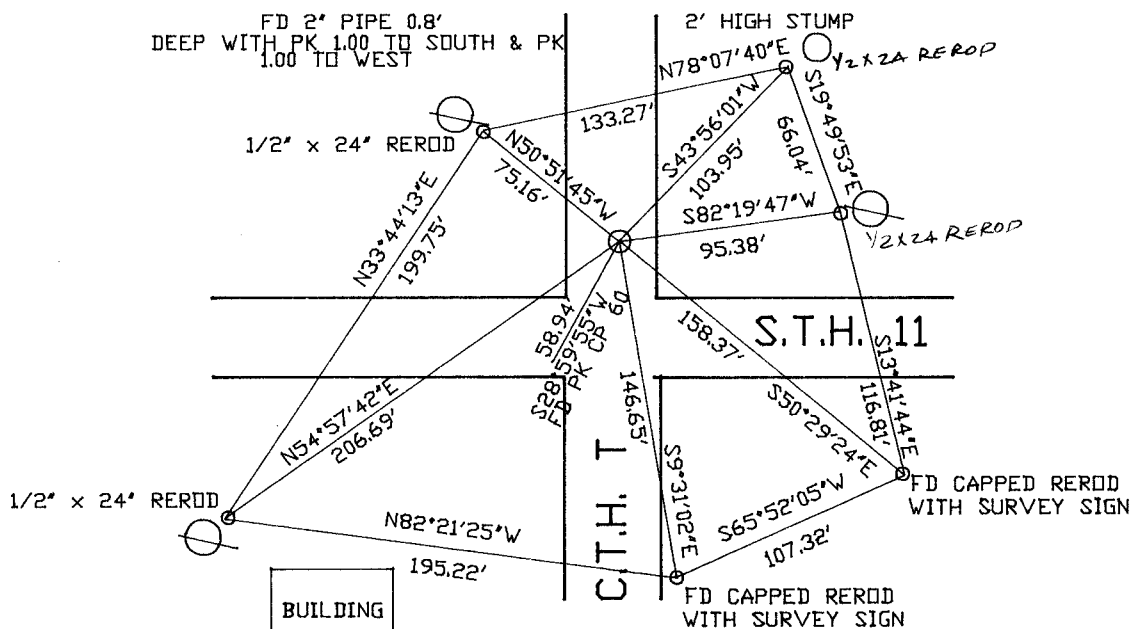 FD 2" PIPE 0.8'
DEEP WITH PK 1.00 TO SOUTH & PK
1.00 TO WEST
2' HIGH STUMP
1/2 x 24 REROD
N78°07'40"E
133.27'
S19°49'53"E
66.04'
1/2" x 24" REROD
N50°51'45"W
75.16'
S43°56'01"W
103.95'
S82°19'47"W
95.38'
1/2 x 24 REROD
N33°44'13"E
199.75'
S28°59'55"W
58.94'
FD PK CP 60
158.37'
S50°29'24"E
S.T.H. 11
S13°41'44"E
116.81'
N54°57'42"E
206.69'
146.65'
S9°31'02"E
C.T.H. T
1/2" x 24" REROD
N82°21'25"W
195.22'
S65°52'05"W
107.32'
FD CAPPED REROD
WITH SURVEY SIGN
FD CAPPED REROD
WITH SURVEY SIGN
BUILDING